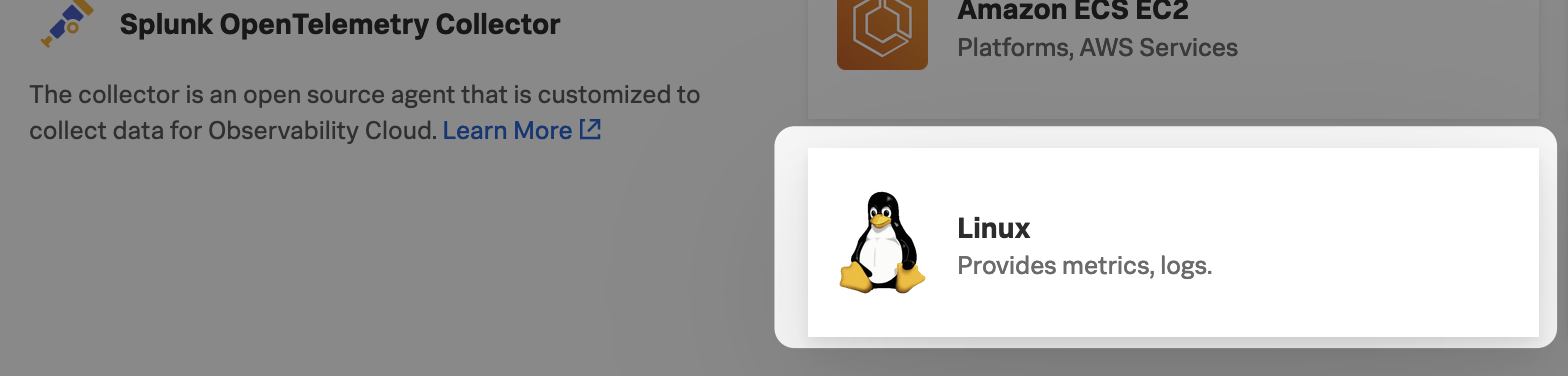 Splunk OpenTelemetry Collector
The collector is an open source agent that is customized to
collect data for Observability Cloud. Learn More
Amazon ECS EC2
Platforms, AWS Services
Linux
Provides metrics, logs.